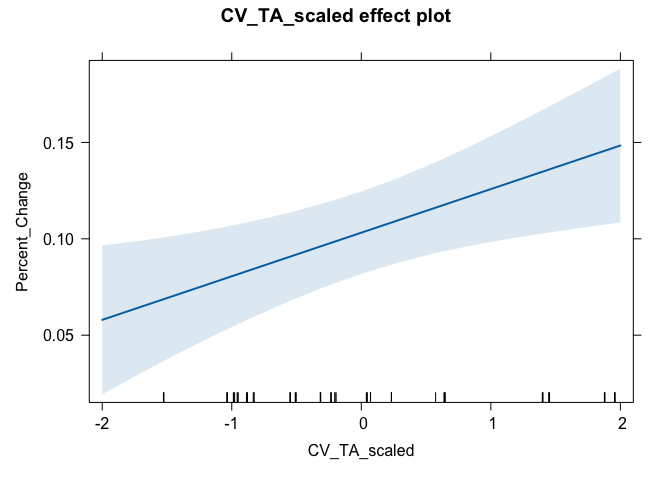 CV_TA_scaled effect plot
0.15
0.10
0.05
Percent_Change
-2 -1 0 1 2
CV_TA_scaled